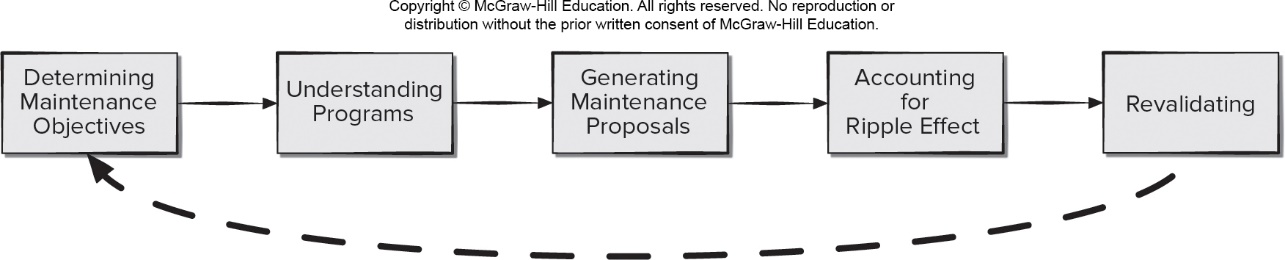 Copyright © McGraw-Hill Education. All rights reserved. No reproduction or
distribution without the prior written consent of McGraw-Hill Education.
Determining
Maintenance
Objectives
Understanding
Programs
Generating
Maintenance
Proposals
Accounting
for
Ripple Effect
Revalidating